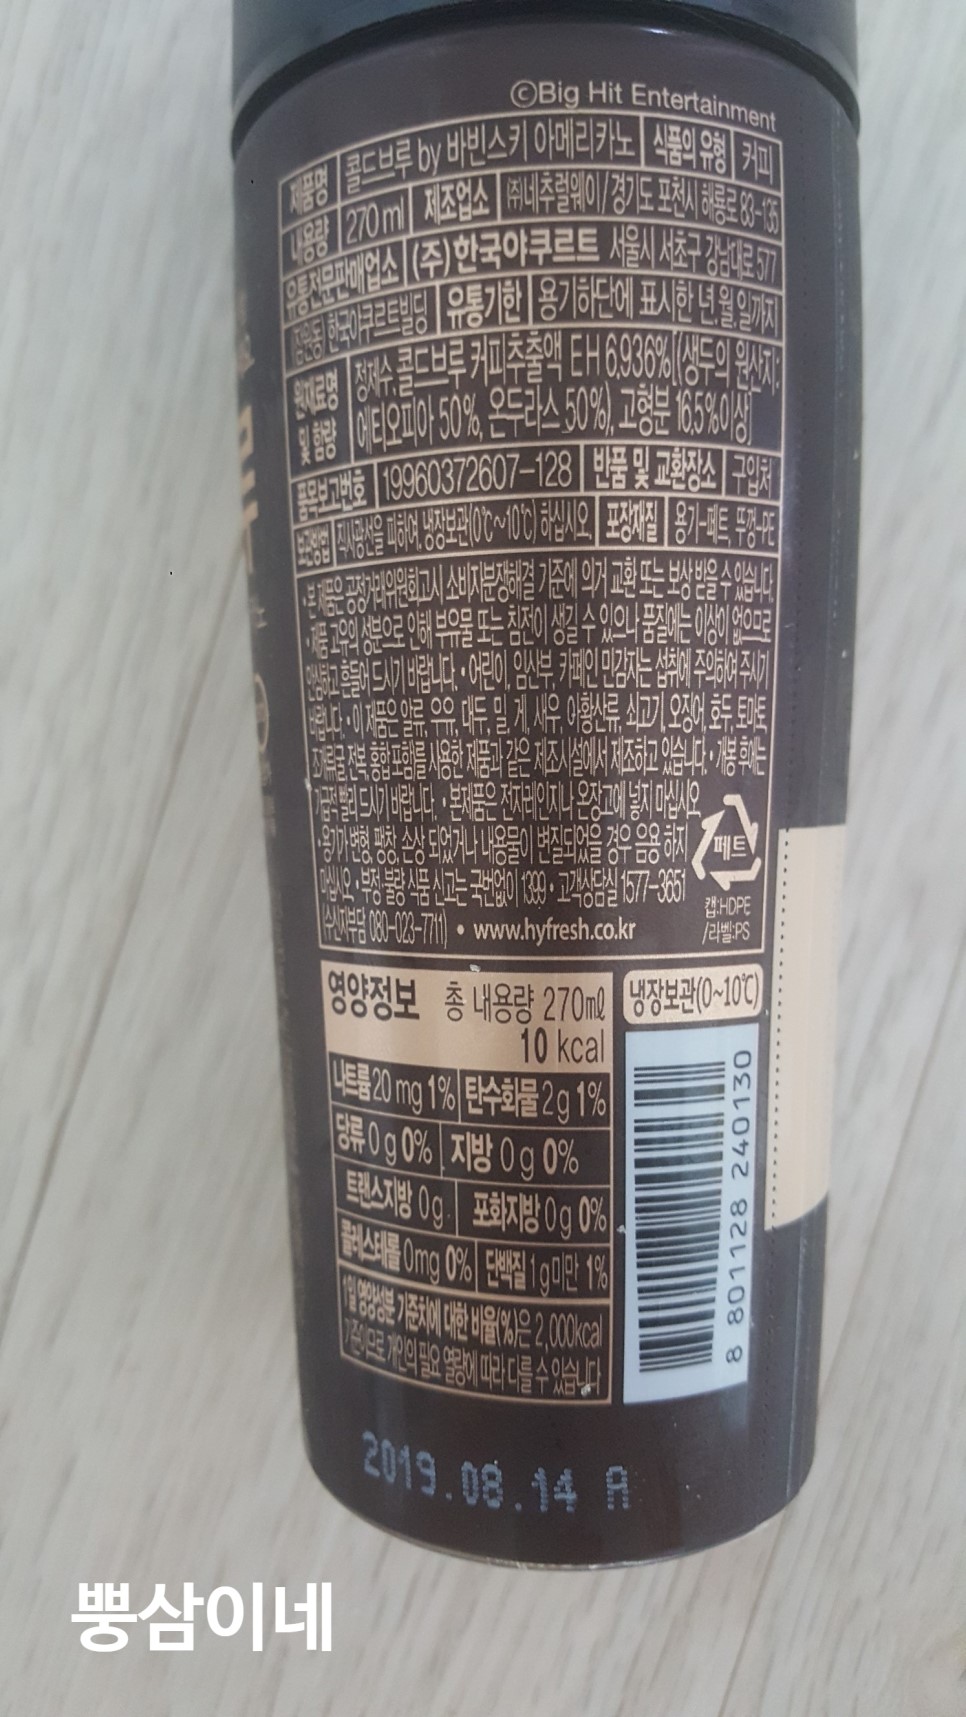 ⓒBig Hit Entertainment
제품명 콜드브루 by 바빈스키 아메리카노 식품의 유형 커피
내용량 270ml 제조업소 ㈜네추럴웨이/경기도 포천시 해룡로 83-135
유통전문판매업소 (주)한국야쿠르트 서울시 서초구 강남대로 577
잠원동 한국야쿠르트빌딩 유통기한 용기하단에 표시한 년.월.일까지
원재료명 정제수, 콜드브루 커피추출액 EH 6.936%[(생두의 원산지:
및 함량 에티오피아 50%, 온두라스 50%), 고형분 16.5%이상]
품목보고번호 19960372607-128 반품 및 교환장소 구입처
보관방법 직사광선을 피하여, 냉장보관(0℃~10℃) 하십시오. 포장재질 용기-페트, 뚜껑-PE
•본 제품은 공정거래위원회고시 소비자분쟁해결 기준에 의거 교환 또는 보상 받을 수 있습니다.
•제품 고유의 성분으로 인해 부유물 또는 침전이 생길 수 있으나 품질에는 이상이 없으므로
안심하고 흔들어 드시기 바랍니다. •어린이, 임산부, 카페인 민감자는 섭취에 주의하여 주시기
바랍니다. •이 제품은 알류, 우유, 대두, 밀, 게, 새우, 아황산류, 쇠고기, 오징어, 호두, 토마토,
조개류(굴, 전복, 홍합 포함)를 사용한 제품과 같은 제조시설에서 제조하고 있습니다. •개봉 후에는
가급적 빨리 드시기 바랍니다. •본제품은 전자레인지나 온장고에 넣지 마십시오.
•용기가 변형, 팽창, 손상 되었거나 내용물이 변질되었을 경우 음용 하지
마십시오 •부정·불량 식품 신고는 국번없이 1399 •고객상담실 1577-3651
(수신자부담 080-023-7711) • www.hyfresh.co.kr
페트
캡:HDPE
/라벨:PS
영양정보 총 내용량 270㎖
10 kcal
냉장보관(0~10℃)
나트륨 20 mg 1% 탄수화물 2g 1%
당류 0 g 0% 지방 0 g 0%
트랜스지방 0g 포화지방 0 g 0%
콜레스테롤 0mg 0% 단백질 1 g미만 1%
1일 영양성분 기준치에 대한 비율(%)은 2,000kcal
기준이므로 개인의 필요 열량에 따라 다를 수 있습니다
8 801128 240130
2019.08.14 A
뿡삼이네